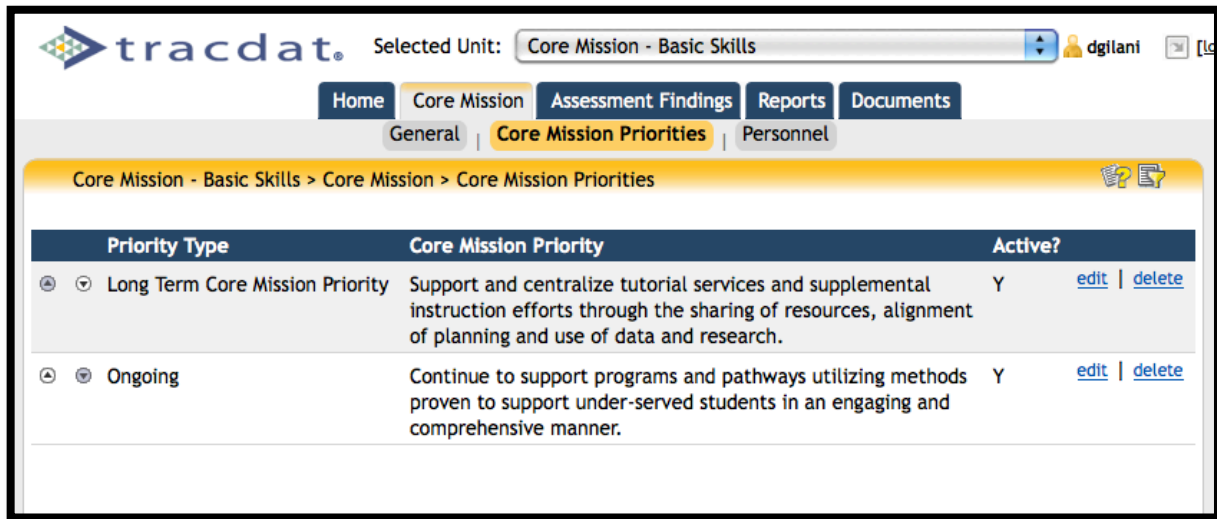 tracdat® Selected Unit: Core Mission - Basic Skills dgilani
Home Core Mission Assessment Findings Reports Documents
General | Core Mission Priorities | Personnel
Core Mission - Basic Skills > Core Mission > Core Mission Priorities
Priority Type Core Mission Priority Active?
Long Term Core Mission Priority Support and centralize tutorial services and supplemental Y edit | delete
instruction efforts through the sharing of resources, alignment
of planning and use of data and research.
Ongoing Continue to support programs and pathways utilizing methods Y edit | delete
proven to support under-served students in an engaging and
comprehensive manner.